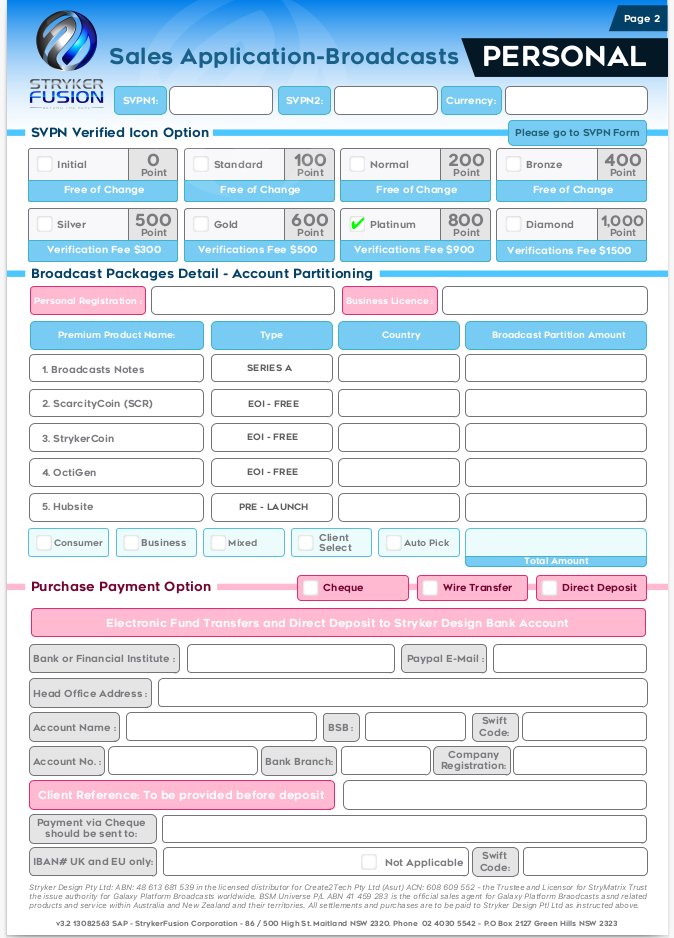 Page 2
Sales Application-Broadcasts
PERSONAL
STRYKER
FUSION
SVPN1:
SVPN2:
Currency:
SVPN Verified Icon Option
Please go to SVPN Form
Initial
0
Point
Standard
100
Point
Normal
200
Point
Bronze
400
Point
Free of Change
Free of Change
Free of Change
Free of Change
Silver
500
Point
Gold
600
Point
Platinum
800
Point
Diamond
1,000
Point
Verification Fee $300
Verifications Fee $500
Verifications Fee $900
Verifications Fee $1500
Broadcast Packages Detail - Account Partitioning
Personal Registration :
Business Licence :
Premium Product Name:
Type
Country
Broadcast Partition Amount
1. Broadcasts Notes
SERIES A
2. ScarcityCoin (SCR)
EOI - FREE
3. StrykerCoin
EOI - FREE
4. OctiGen
EOI - FREE
5. Hubsite
PRE - LAUNCH
Consumer
Business
Mixed
Client
Select
Auto Pick
Total Amount
Purchase Payment Option
Cheque
Wire Transfer
Direct Deposit
Electronic Fund Transfers and Direct Deposit to Stryker Design Bank Account
Bank or Financial Institute :
Paypal E-Mail :
Head Office Address :
Account Name :
BSB :
Swift
Code:
Account No. :
Bank Branch:
Company
Registration:
Client Reference: To be provided before deposit
Payment via Cheque
should be sent to:
IBAN# UK and EU only:
Not Applicable
Swift
Code:
Stryker Design Pty Ltd: ABN: 48 613 681 539 in the licensed distributor for Create2Tech Pty Ltd (Asut) ACN: 608 609 552 - the Trustee and Licensor for StryMatrix Trust
the issue authority for Galaxy Platform Broadcasts worldwide. BSM Universe P/L ABN 41 459 283 is the official sales agent for Galaxy Platform Braodcasts asnd related
products and service within Australia and New Zealand and their territories. All settlements and purchases are to be paid to Stryker Design Ptl Ltd as instructed above.
v3.2 13082563 SAP - StrykerFusion Corporation - 86 / 500 High St. Maitland NSW 2320. Phone 02 4030 5542 - P.O Box 2127 Green Hills NSW 2323